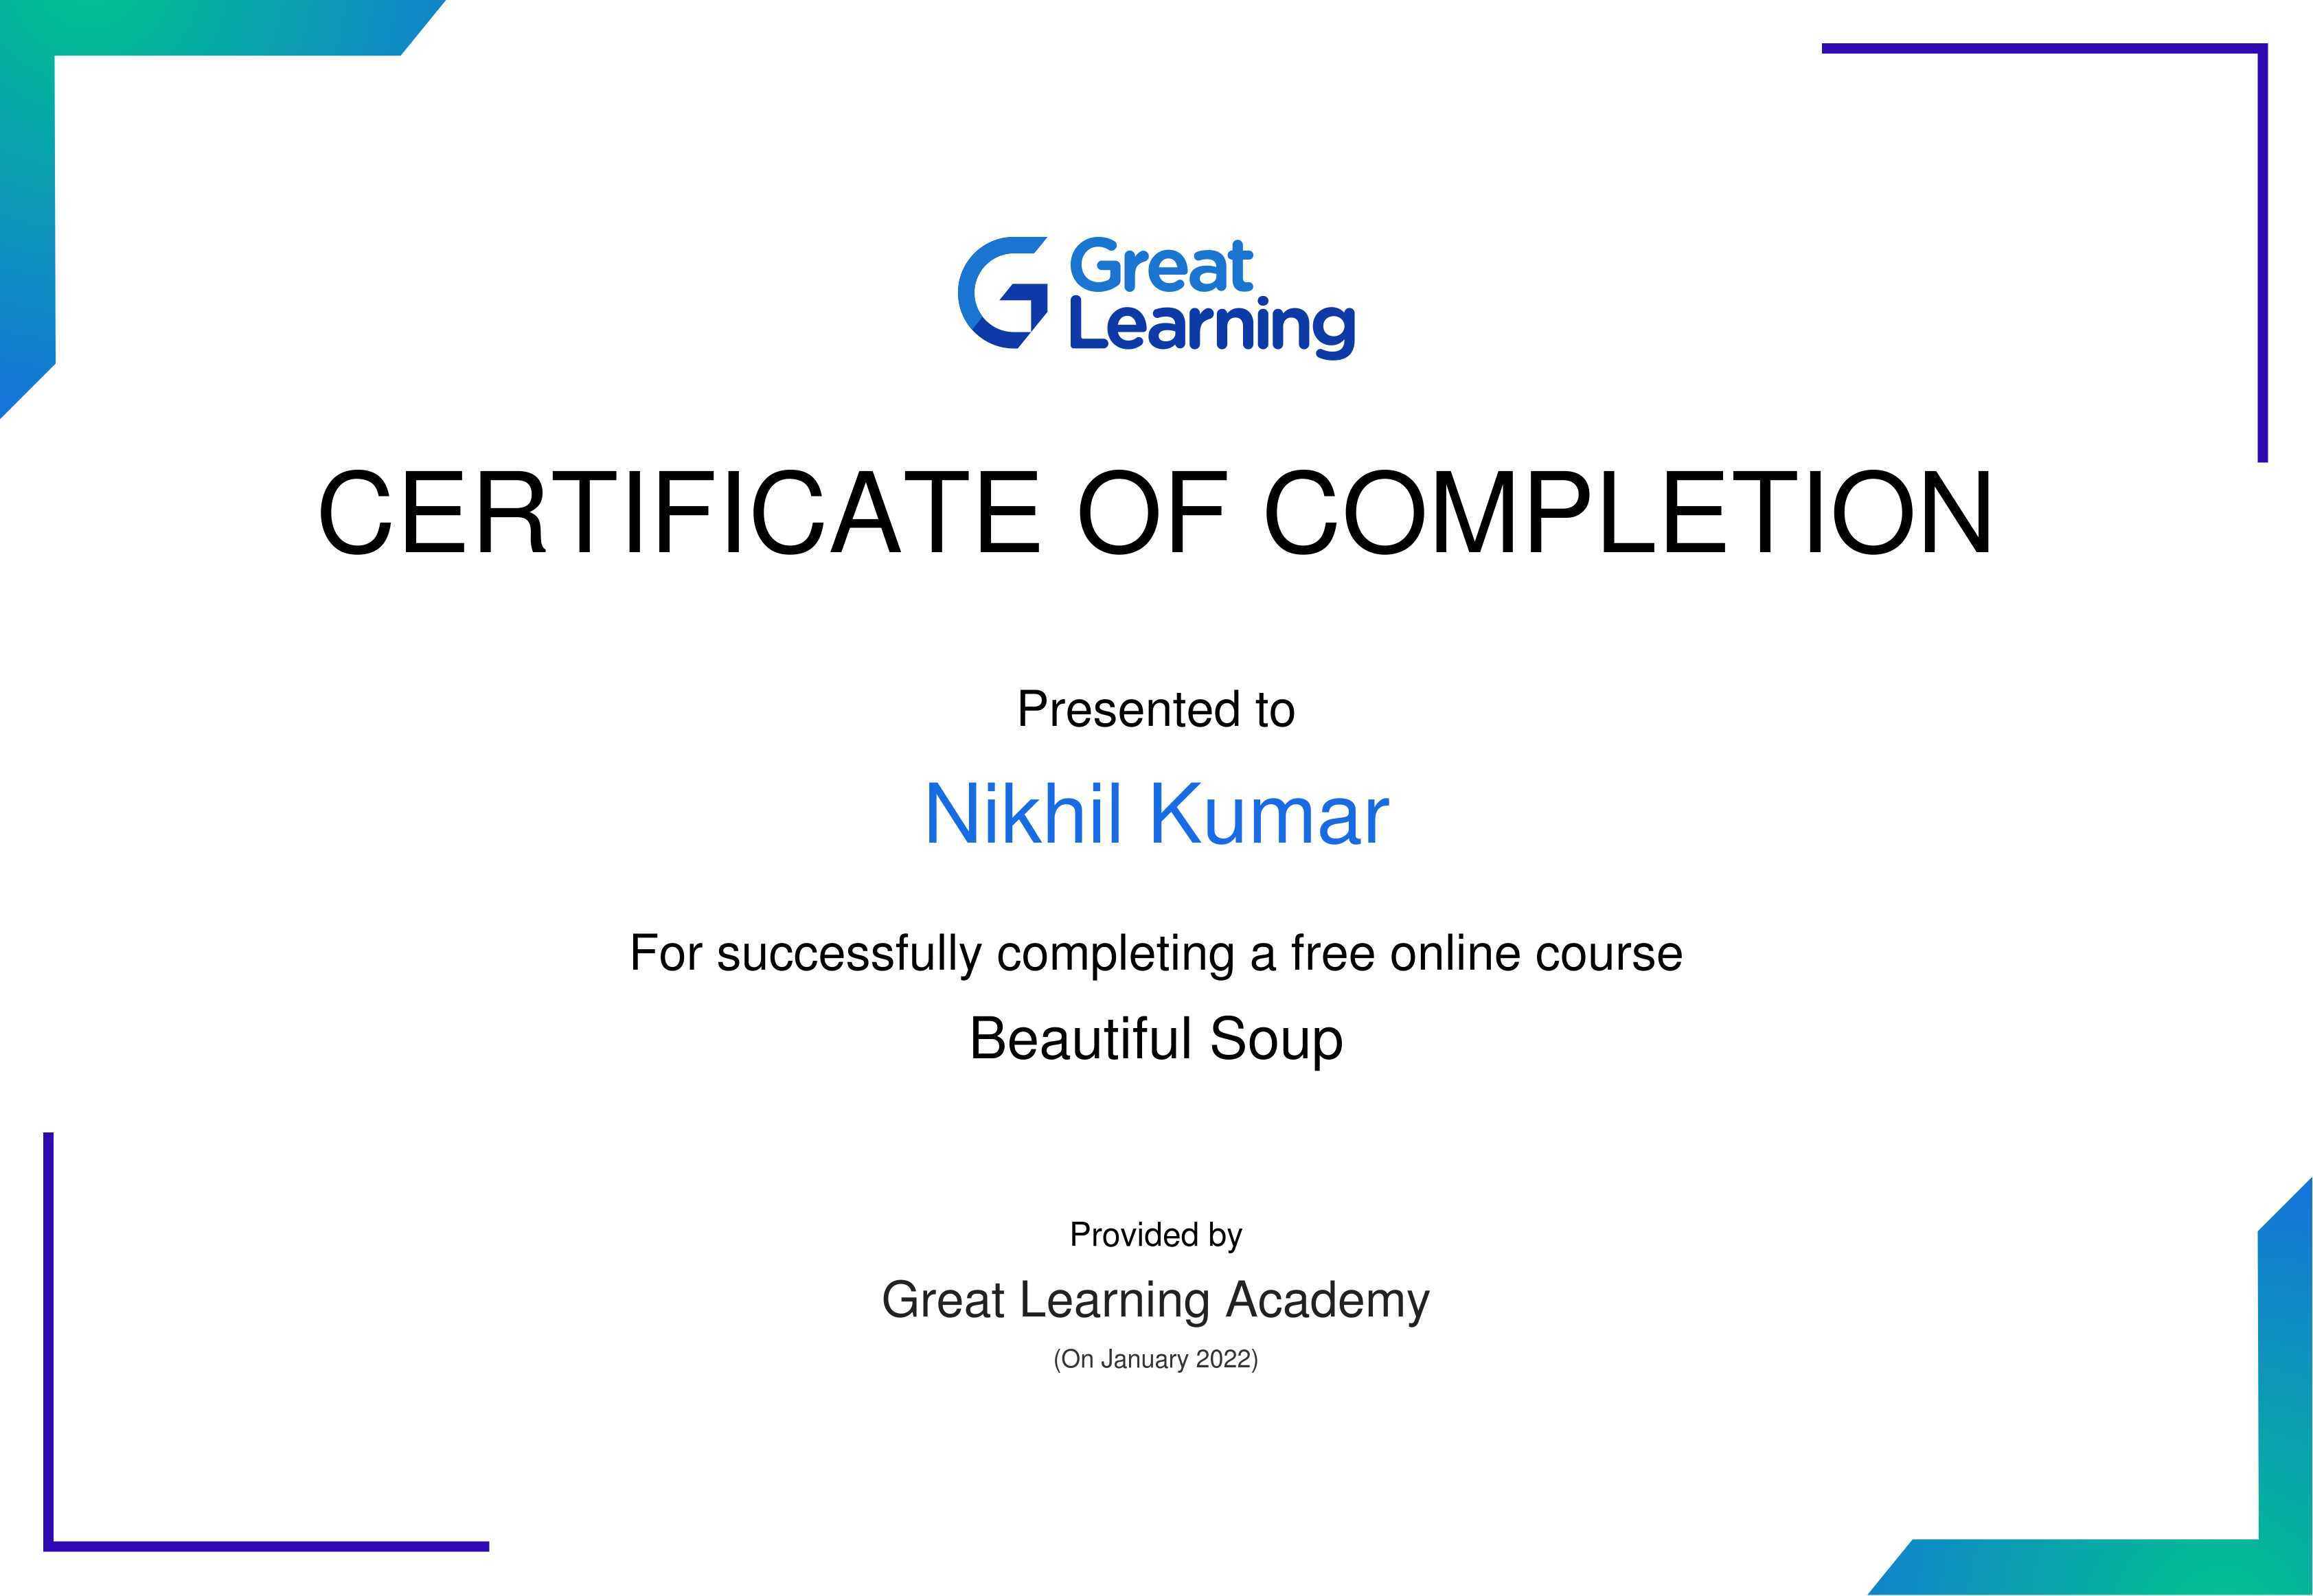 Great
Learning
CERTIFICATE OF COMPLETION
Presented to
Nikhil Kumar
For successfully completing a free online course
Beautiful Soup
Provided by
Great Learning Academy
(On January 2022)